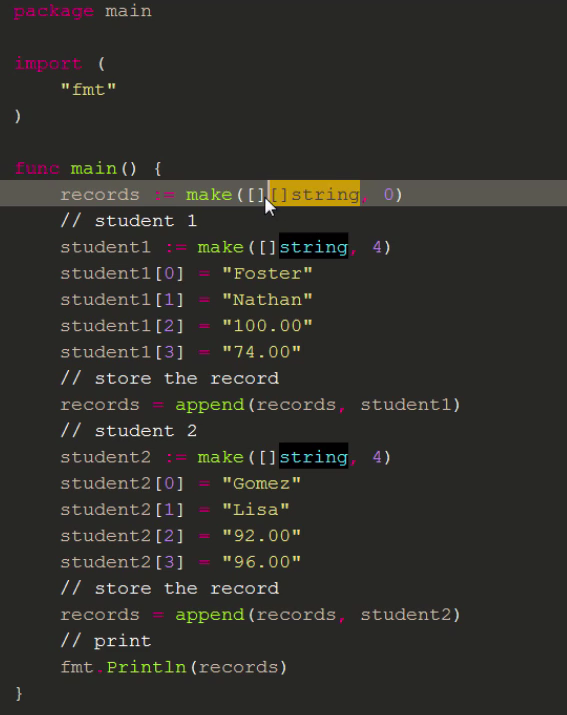 package main
import (
"fmt"
)
func main() {
records := make([][]string, 0)
// student 1
student1 := make([]string, 4)
student1[0] = "Foster"
student1[1] = "Nathan"
student1[2] = "100.00"
student1[3] = "74.00"
// store the record
records = append(records, student1)
// student 2
student2 := make([]string, 4)
student2[0] = "Gomez"
student2[1] = "Lisa"
student2[2] = "92.00"
student2[3] = "96.00"
// store the record
records = append(records, student2)
// print
fmt.Println(records)
}